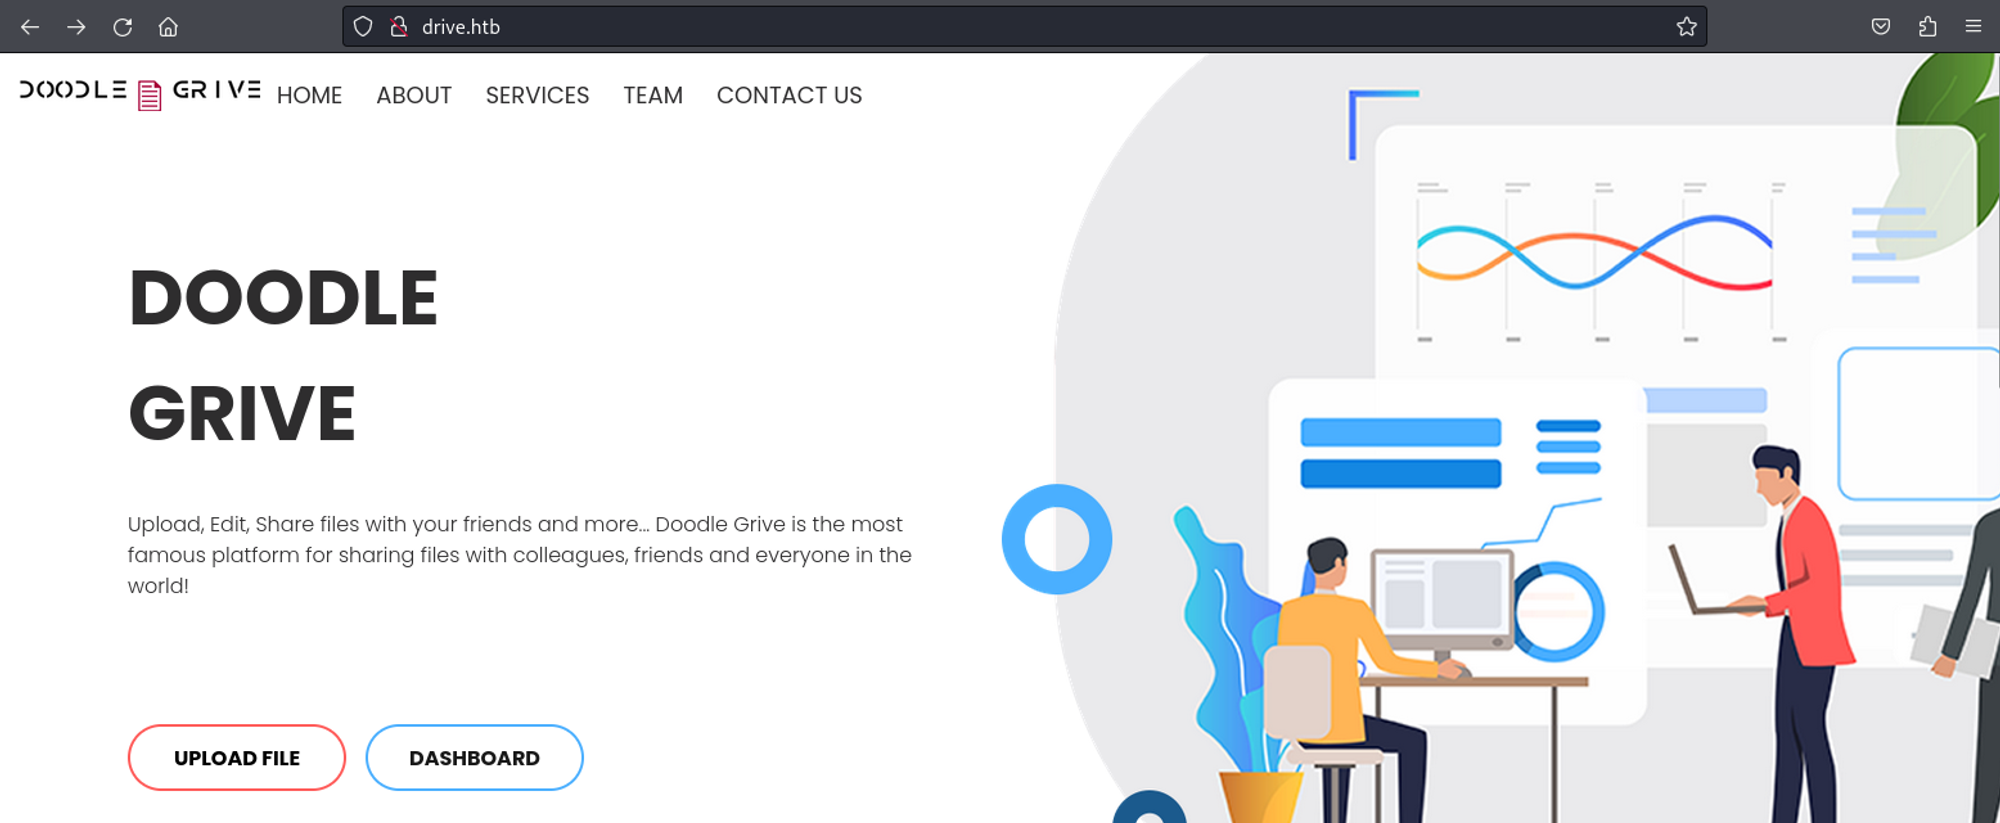 drive.htb
DOODLE GRIVE HOME ABOUT SERVICES TEAM CONTACT US
DOODLE
GRIVE
Upload, Edit, Share files with your friends and more... Doodle Grive is the most
famous platform for sharing files with colleagues, friends and everyone in the
world!
UPLOAD FILE DASHBOARD